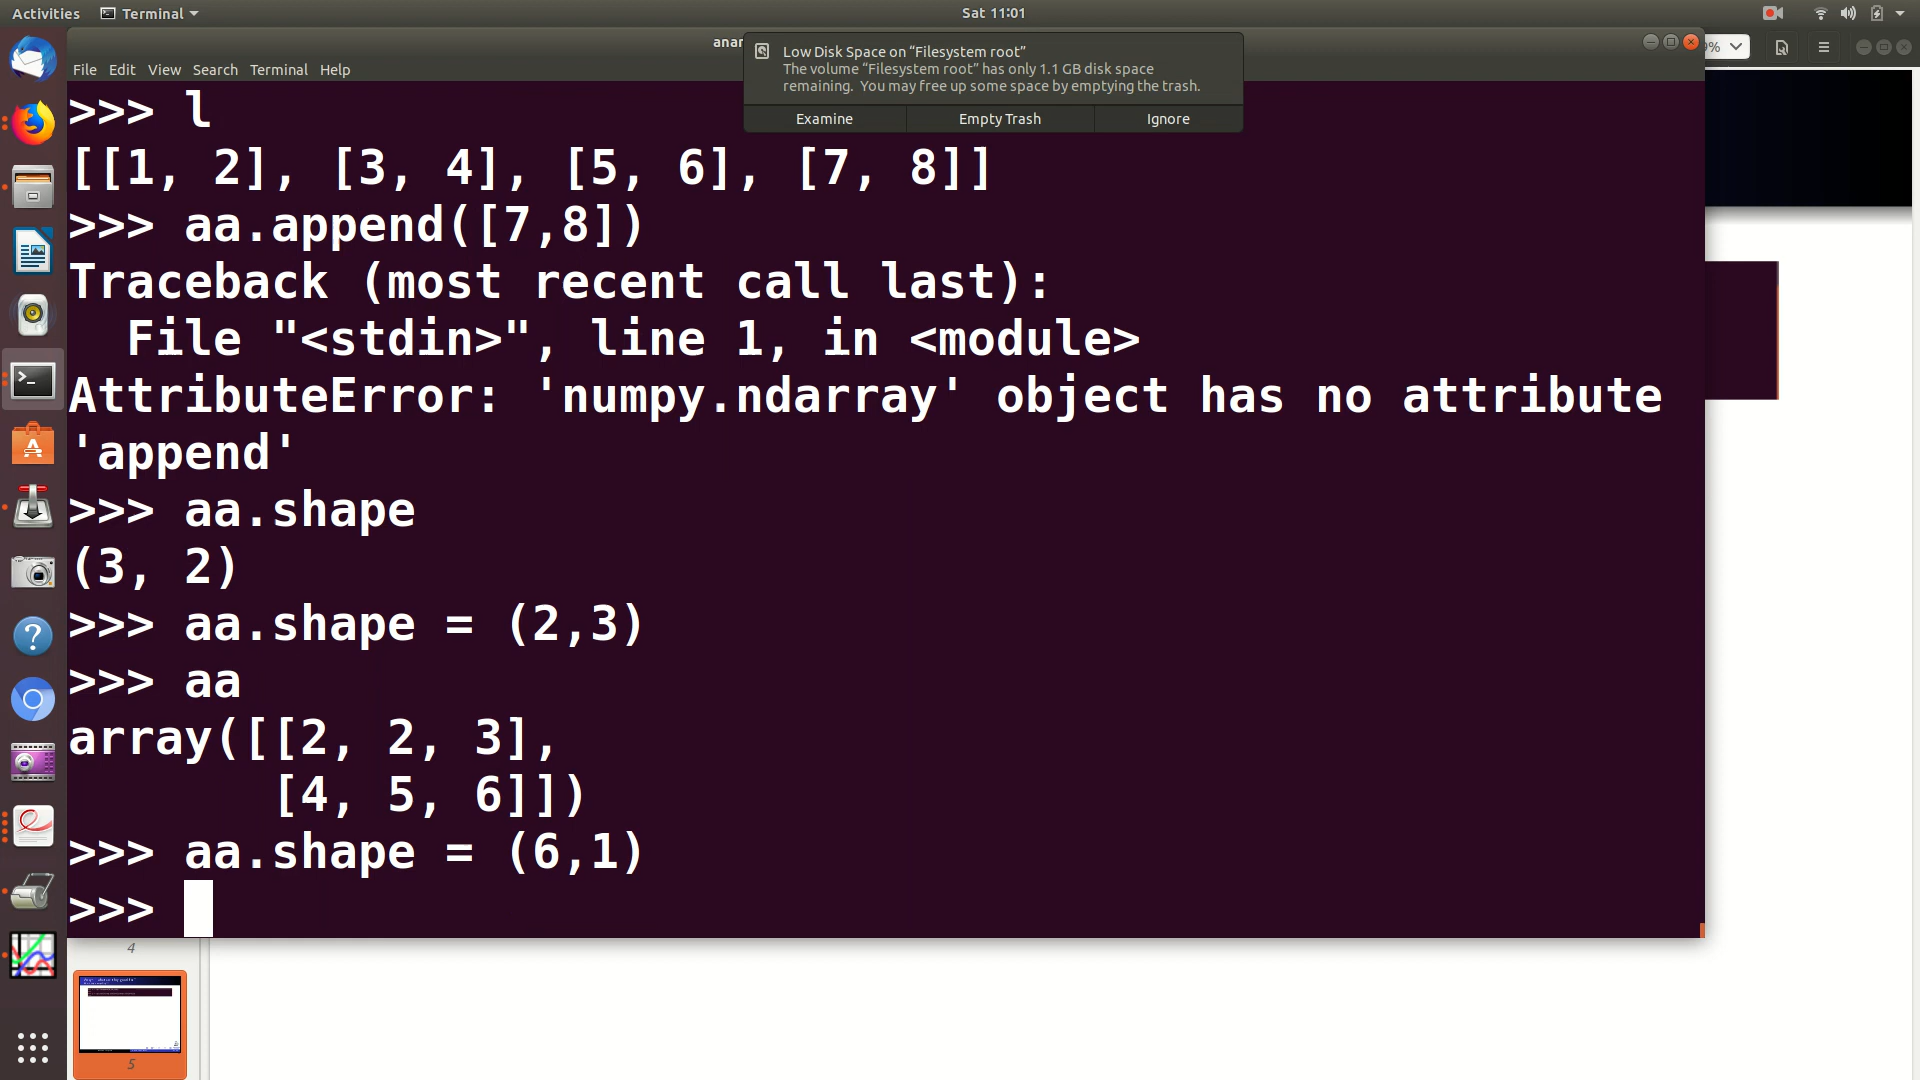 Activities
Terminal
Sat 11:01
Low Disk Space on “Filesystem root”
The volume “Filesystem root” has only 1.1 GB disk space
remaining. You may free up some space by emptying the trash.
Examine
Empty Trash
Ignore
File Edit View Search Terminal Help
>>> l
[[1, 2], [3, 4], [5, 6], [7, 8]]
>>> aa.append([7,8])
Traceback (most recent call last):
  File "<stdin>", line 1, in <module>
AttributeError: 'numpy.ndarray' object has no attribute
'append'
>>> aa.shape
(3, 2)
>>> aa.shape = (2,3)
>>> aa
array([[2, 2, 3],
       [4, 5, 6]])
>>> aa.shape = (6,1)
>>>
4
5